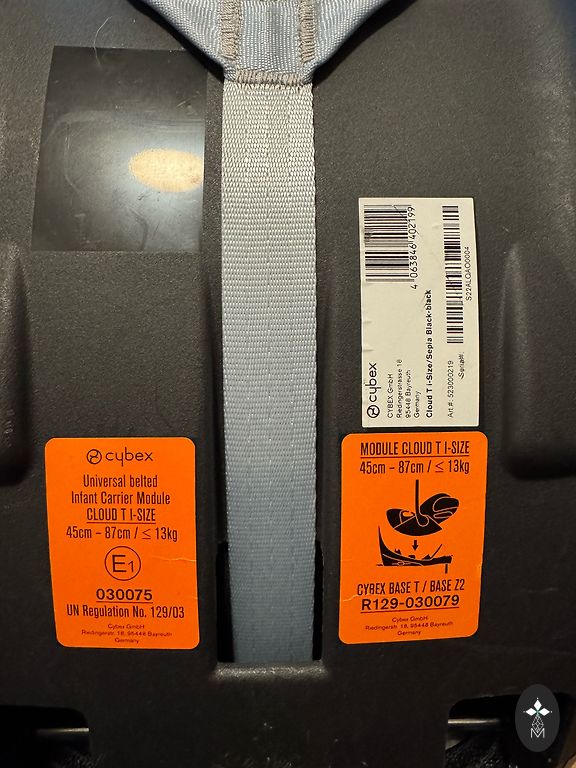 4 063846 402199
S22ALQAO0004
cybex
CYBEX GmbH
Riedingerstrasse 18
95448 Bayreuth
Germany
Cloud T i-Size/Sepia Black-black
Art.#: 523000219
-Serial#:
cybex
Universal belted
Infant Carrier Module
CLOUD T I-SIZE
45cm – 87cm / ≤ 13kg
E1
030075
UN Regulation No. 129/03
Cybex GmbH
Riedingerstr. 18, 95448 Bayreuth
Germany
MODULE CLOUD T I-SIZE
45cm – 87cm / ≤ 13kg
CYBEX BASE T / BASE Z2
R129-030079
Cybex GmbH
Riedingerstr. 18, 95448 Bayreuth
Germany
M